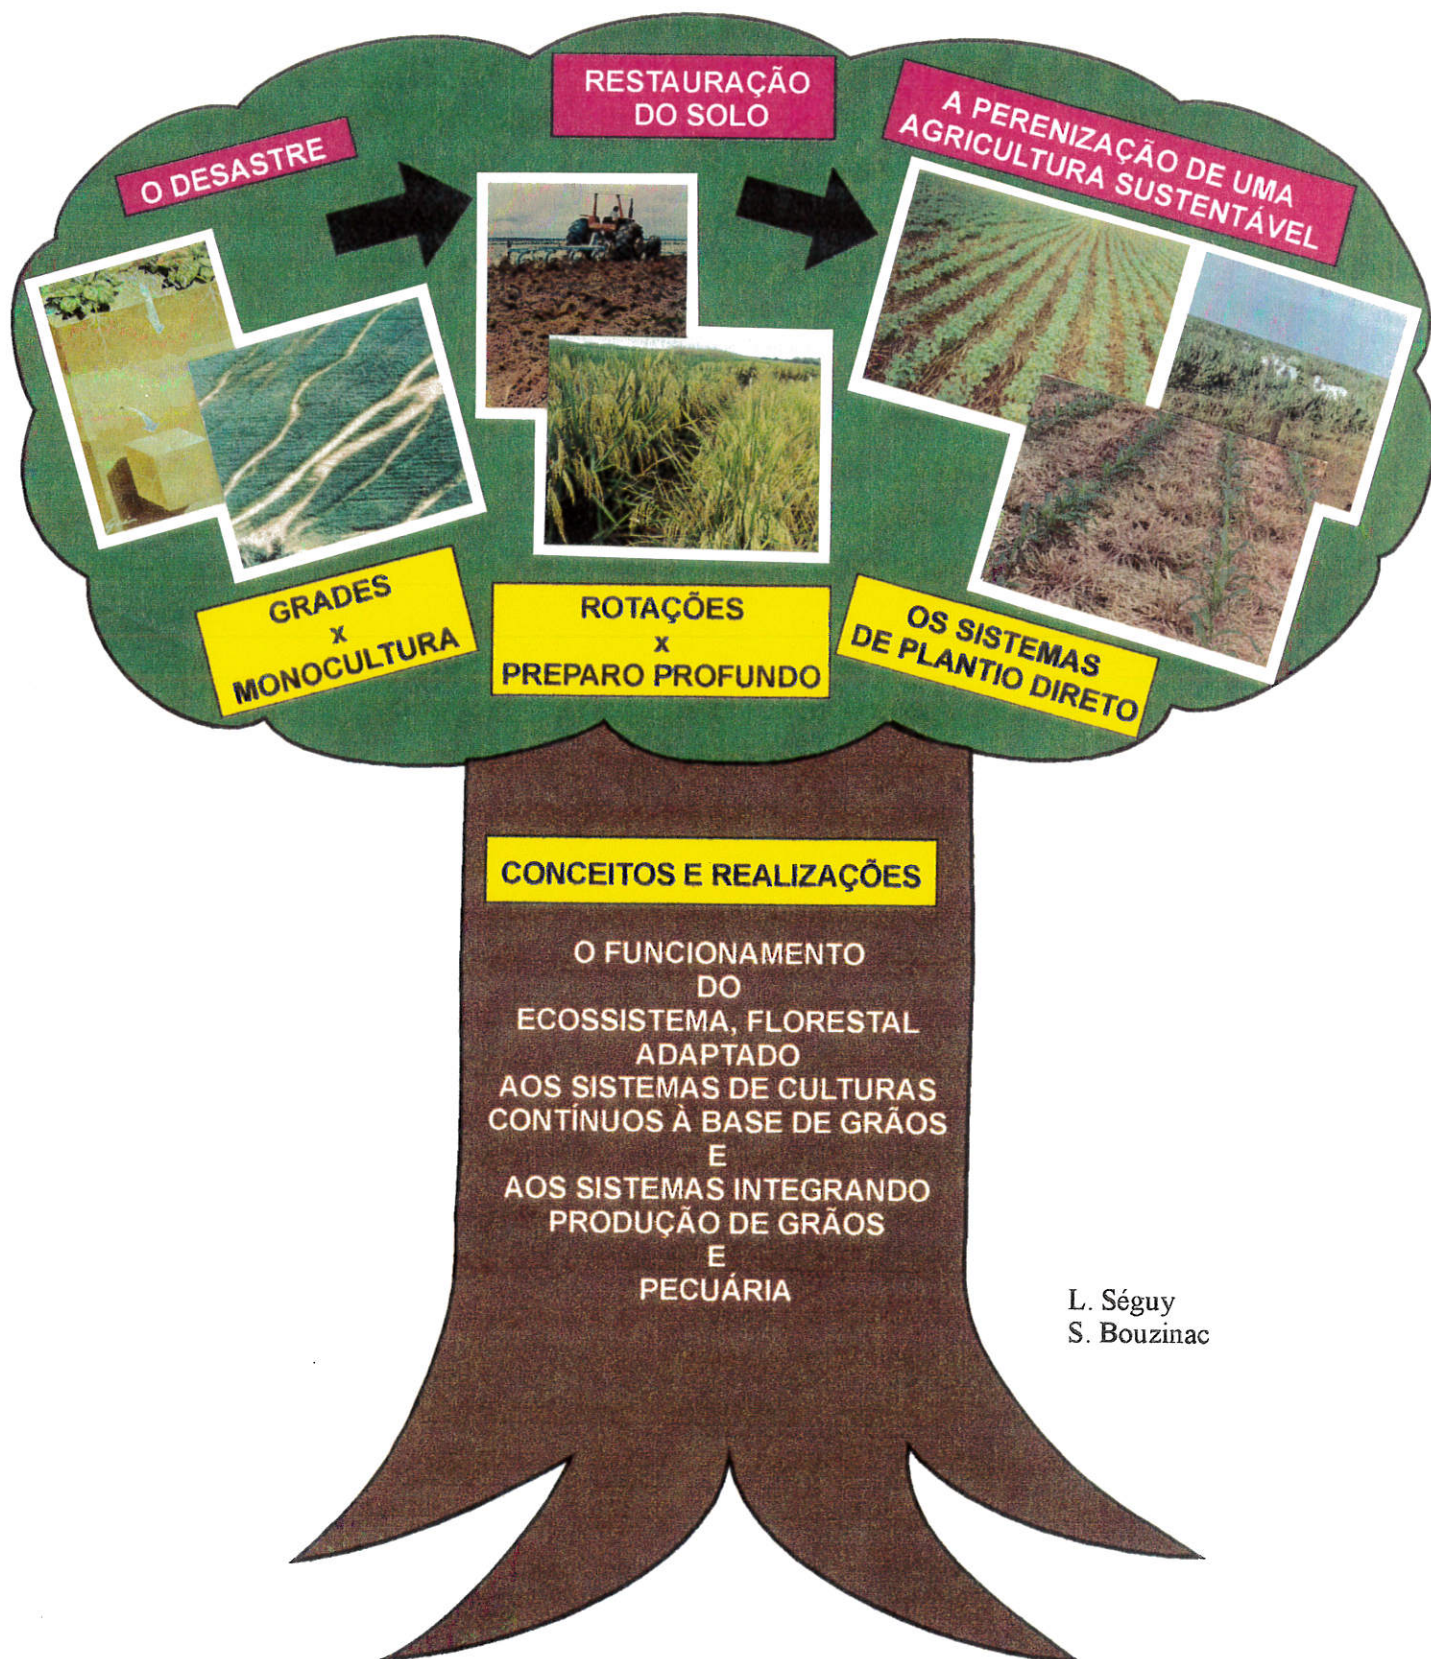 O DESASTRE
RESTAURAÇÃO
DO SOLO
A PERENIZAÇÃO DE UMA
AGRICULTURA SUSTENTÁVEL
GRADES
x
MONOCULTURA
ROTAÇÕES
x
PREPARO PROFUNDO
OS SISTEMAS
DE PLANTIO DIRETO
CONCEITOS E REALIZAÇÕES
O FUNCIONAMENTO
DO
ECOSSISTEMA, FLORESTAL
ADAPTADO
AOS SISTEMAS DE CULTURAS
CONTÍNUOS À BASE DE GRÃOS
E
AOS SISTEMAS INTEGRANDO
PRODUÇÃO DE GRÃOS
E
PECUÁRIA
L. Séguy
S. Bouzinac